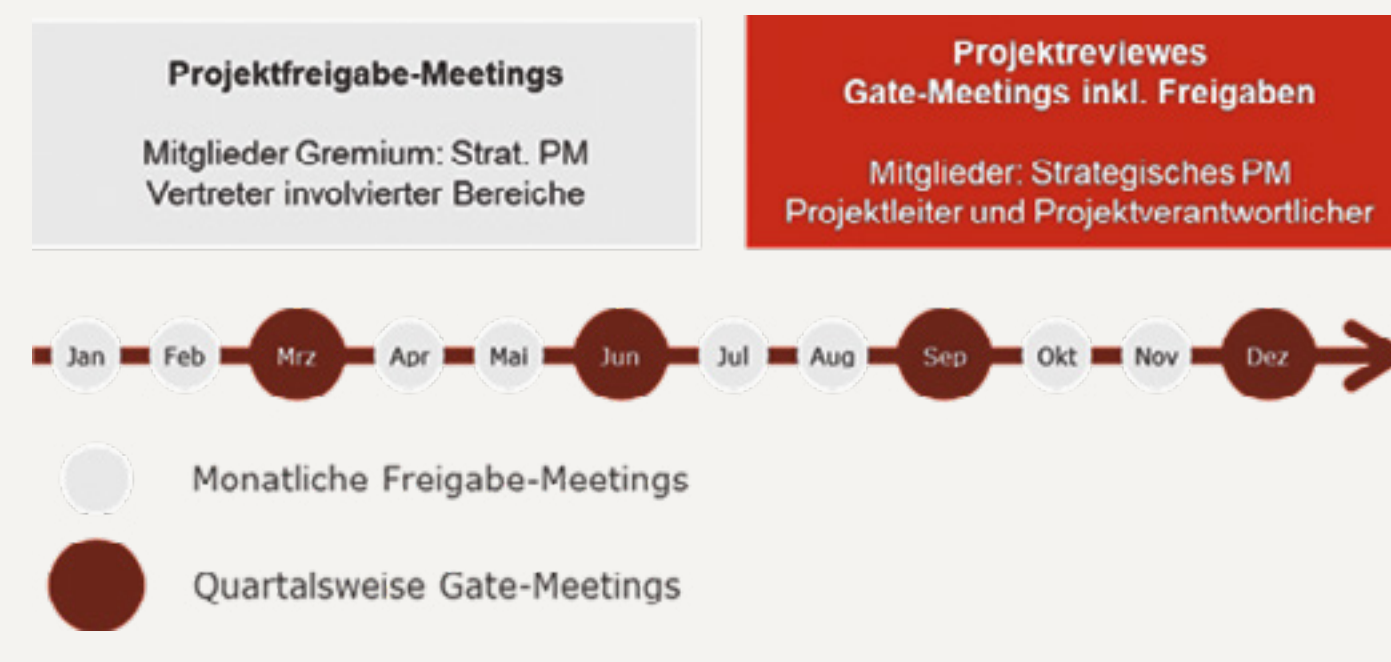 Projektfreigabe-Meetings
Mitglieder Gremium: Strat. PM
Vertreter involvierter Bereiche
Projektreviewes
Gate-Meetings inkl. Freigaben
Mitglieder: Strategisches PM
Projektleiter und Projektverantwortlicher
Jan Feb Mrz Apr Mai Jun Jul Aug Sep Okt Nov Dez
Monatliche Freigabe-Meetings
Quartalsweise Gate-Meetings